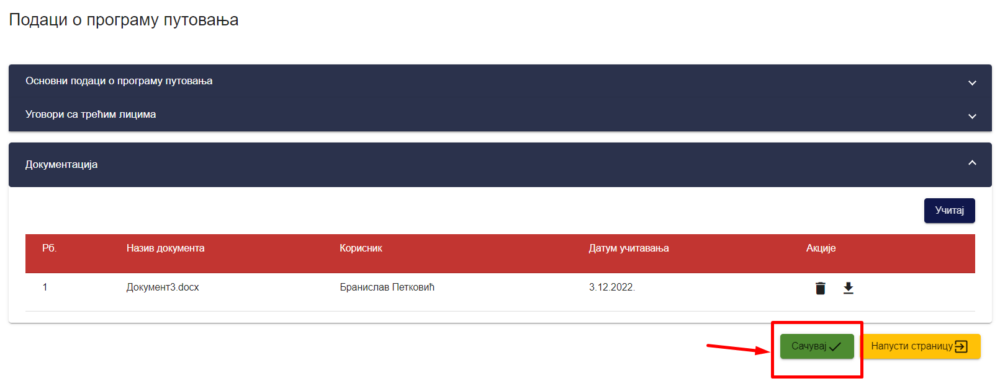 Подаци о програму путовања
Основни подаци о програму путовања
Уговори са трећим лицима
Документација
Учитај
Рб. Назив документа Корисник Датум учитавања Акције
1 Документ3.docx Бранислав Петковић 3.12.2022.
Сачувај Напусти страницу